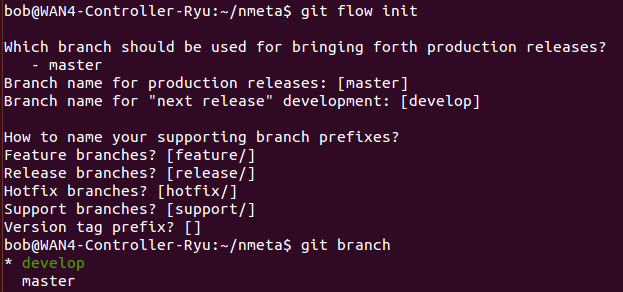 bob@WAN4-Controller-Ryu:~/nmeta$ git flow init
Which branch should be used for bringing forth production releases?
   - master
Branch name for production releases: [master]
Branch name for "next release" development: [develop]
How to name your supporting branch prefixes?
Feature branches? [feature/]
Release branches? [release/]
Hotfix branches? [hotfix/]
Support branches? [support/]
Version tag prefix? []
bob@WAN4-Controller-Ryu:~/nmeta$ git branch
* develop
  master